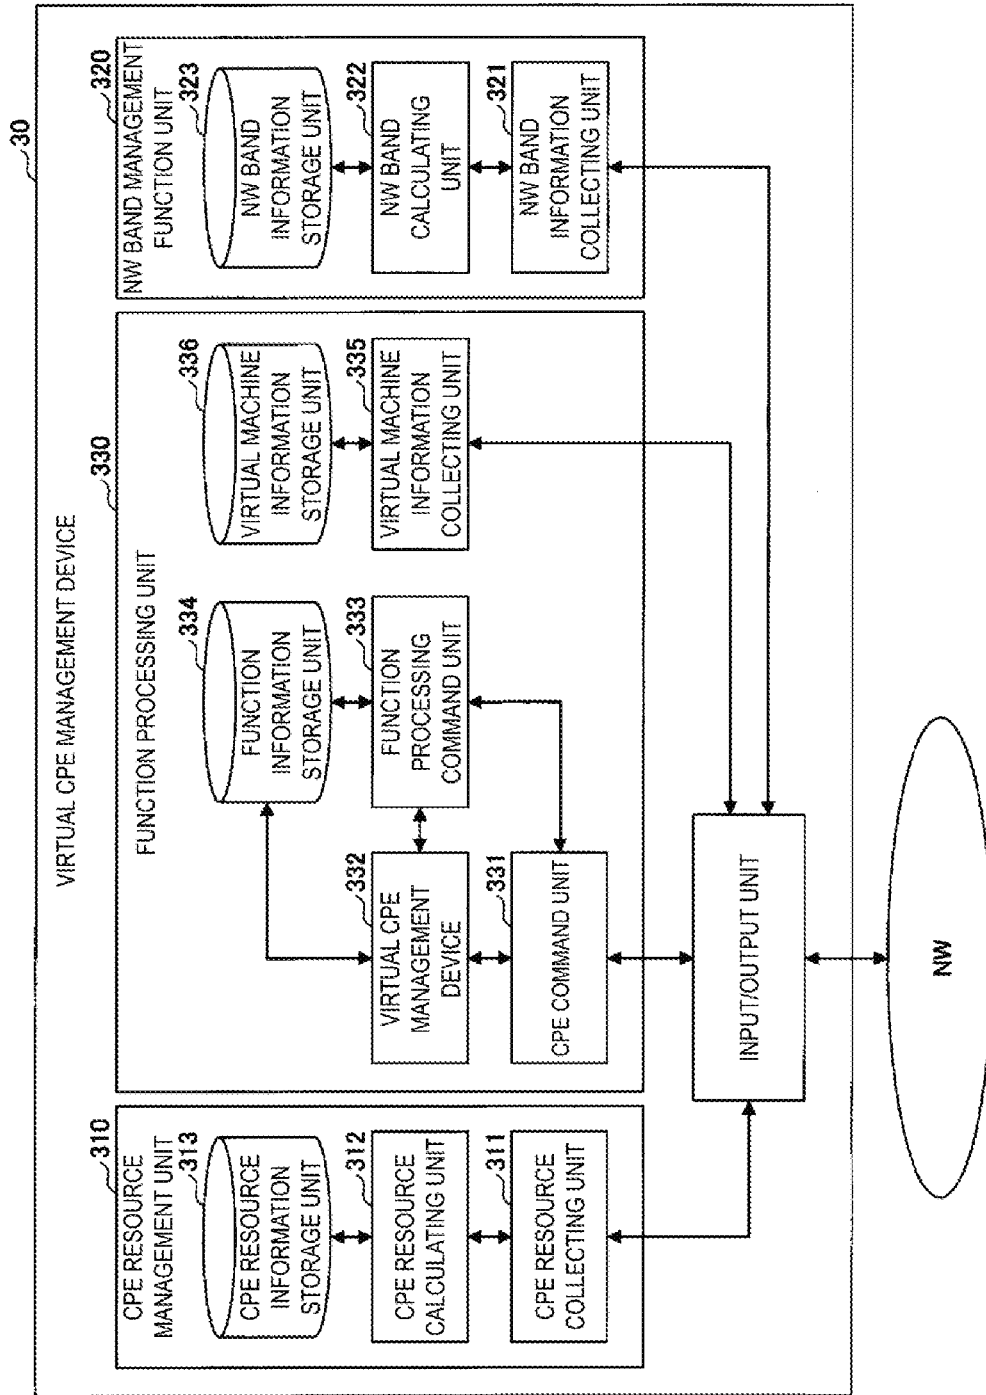 30
VIRTUAL CPE MANAGEMENT DEVICE
310
CPE RESOURCE
MANAGEMENT UNIT
313
CPE RESOURCE
INFORMATION
STORAGE UNIT
312
CPE RESOURCE
CALCULATING UNIT
311
CPE RESOURCE
COLLECTING UNIT
330
FUNCTION PROCESSING UNIT
334
FUNCTION
INFORMATION
STORAGE UNIT
336
VIRTUAL MACHINE
INFORMATION
STORAGE UNIT
332
VIRTUAL CPE
MANAGEMENT
DEVICE
333
FUNCTION
PROCESSING
COMMAND UNIT
335
VIRTUAL MACHINE
INFORMATION
COLLECTING UNIT
331
CPE COMMAND UNIT
320
NW BAND MANAGEMENT
FUNCTION UNIT
323
NW BAND
INFORMATION
STORAGE UNIT
322
NW BAND
CALCULATING
UNIT
321
NW BAND
INFORMATION
COLLECTING UNIT
INPUT/OUTPUT UNIT
NW